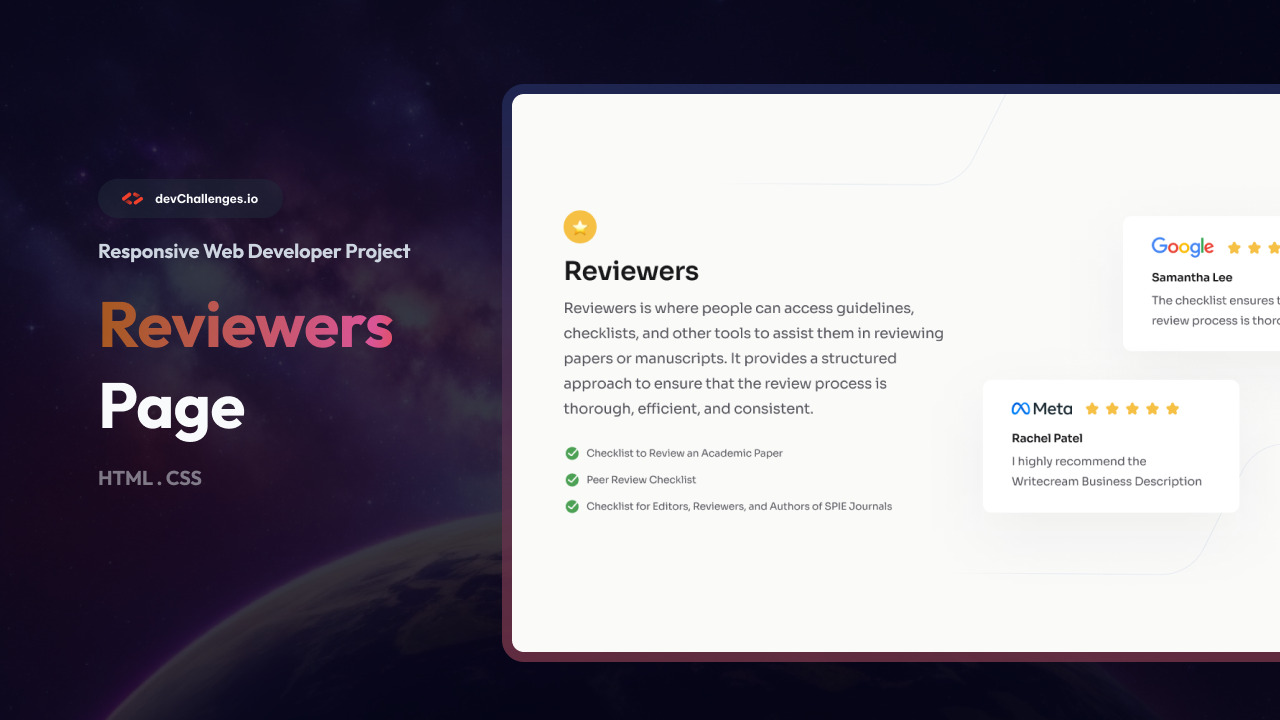 devChallenges.io
Responsive Web Developer Project
Reviewers
Page
HTML . CSS
Reviewers
Reviewers is where people can access guidelines,
checklists, and other tools to assist them in reviewing
papers or manuscripts. It provides a structured
approach to ensure that the review process is
thorough, efficient, and consistent.
Checklist to Review an Academic Paper
Peer Review Checklist
Checklist for Editors, Reviewers, and Authors of SPIE Journals
Google
Samantha Lee
The checklist ensures
review process is
Meta
Rachel Patel
I highly recommend the
Writecream Business Description